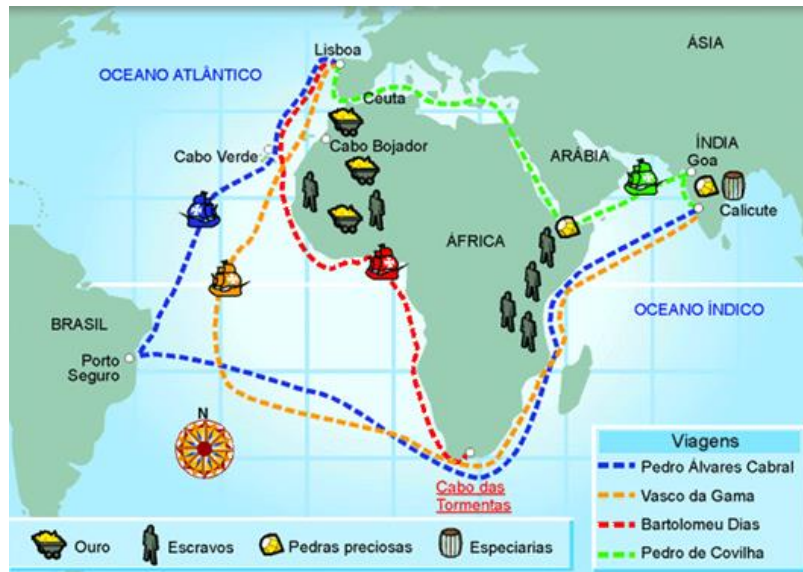 Lisboa
ÁSIA
OCEANO ATLÂNTICO
Ceuta
Cabo Bojador
Cabo Verde
ARÁBIA
ÍNDIA
Goa
Calicute
ÁFRICA
BRASIL
OCEANO ÍNDICO
Porto
Seguro
N
Cabo das
Tormentas
Viagens
Pedro Álvares Cabral
Vasco da Gama
Bartolomeu Dias
Pedro de Covilha
Ouro
Escravos
Pedras preciosas
Especiarias